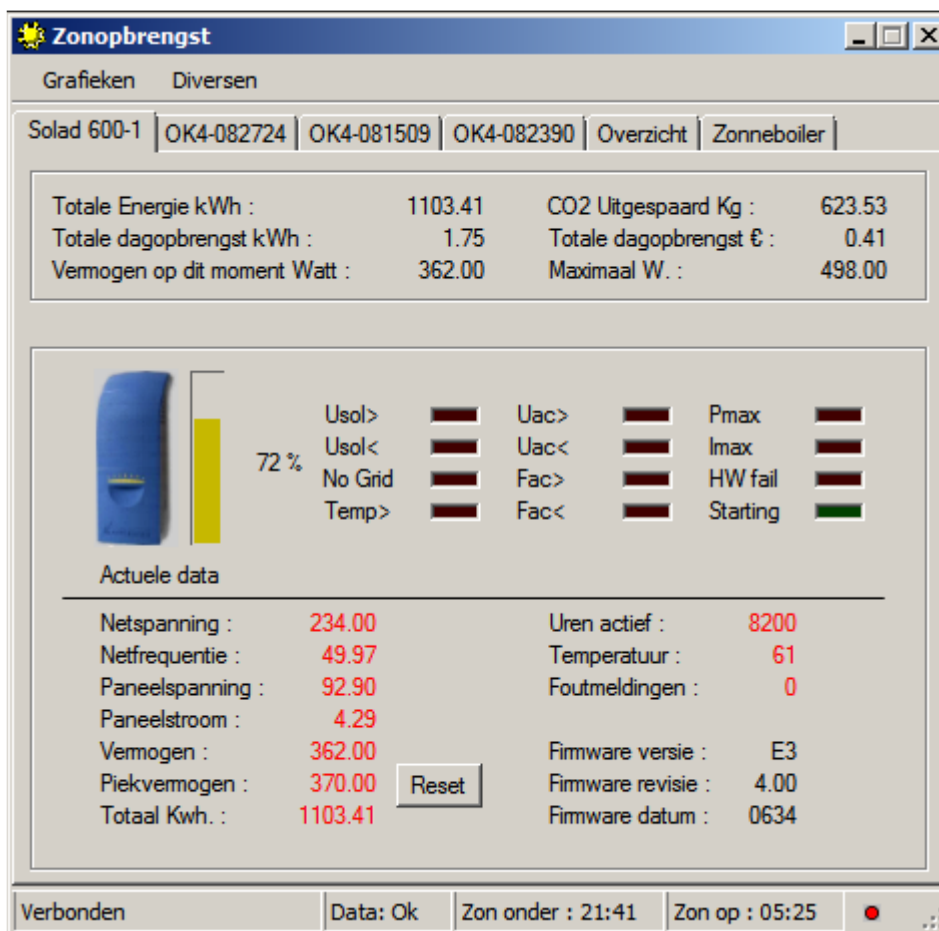 Zonopbrengst
Grafieken Diversen
Solad 600-1 OK4-082724 OK4-081509 OK4-082390 Overzicht Zonneboiler
Totale Energie kWh : 1103.41 CO2 Uitgespaard Kg : 623.53
Totale dagopbrengst kWh : 1.75 Totale dagopbrengst € : 0.41
Vermogen op dit moment Watt : 362.00 Maximaal W. : 498.00
72 %
Usol> Uac> Pmax
Usol< Uac< Imax
No Grid Fac> HW fail
Temp> Fac< Starting
Actuele data
Netspanning : 234.00 Uren actief : 8200
Netfrequentie : 49.97 Temperatuur : 61
Paneelspanning : 92.90 Foutmeldingen : 0
Paneelstroom : 4.29
Vermogen : 362.00 Firmware versie : E3
Piekvermogen : 370.00 Reset Firmware revisie : 4.00
Totaal Kwh. : 1103.41 Firmware datum : 0634
Verbonden Data: Ok Zon onder : 21:41 Zon op : 05:25